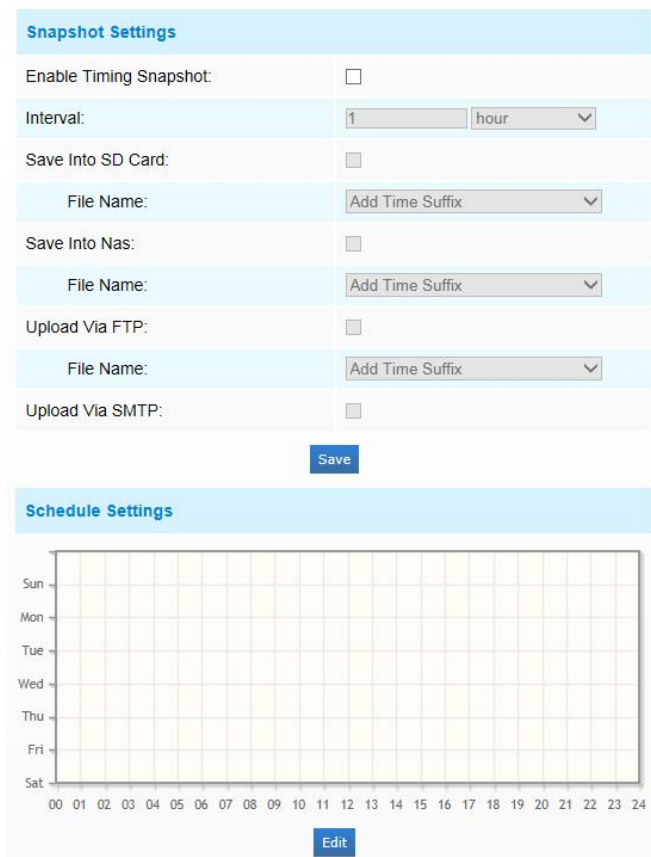 Snapshot Settings
Enable Timing Snapshot:
Interval: 1 hour
Save Into SD Card:
File Name: Add Time Suffix
Save Into Nas:
File Name: Add Time Suffix
Upload Via FTP:
File Name: Add Time Suffix
Upload Via SMTP:
Save
Schedule Settings
Sun
Mon
Tue
Wed
Thu
Fri
Sat
00 01 02 03 04 05 06 07 08 09 10 11 12 13 14 15 16 17 18 19 20 21 22 23 24
Edit